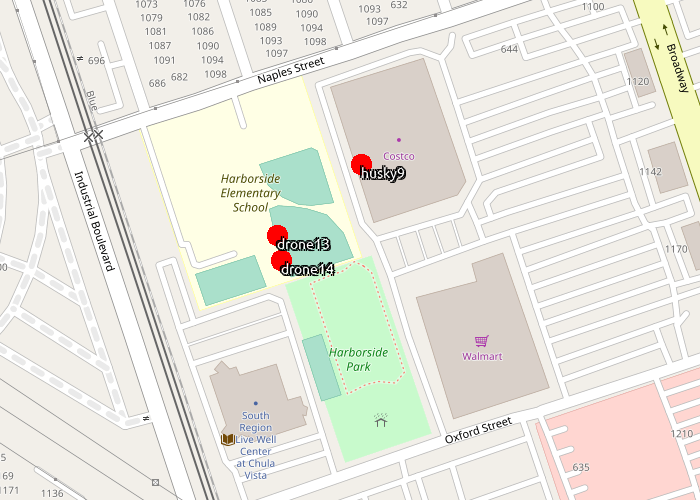 1073
1079
1081
1087
1091
1076
1082
1086
1090
1094
1098
682
686
696
1085
1089
1093
1097
1090
1094
1098
1093
1097
632
1100
644
Naples Street
Broadway
1120
1142
1170
Costco
husky9
Harborside
Elementary
School
drone13
drone14
Blue
Industrial Boulevard
Harborside
Park
Walmart
Oxford Street
South
Region
Live Well
Center
at Chula
Vista
635
1210
169
1171
1136